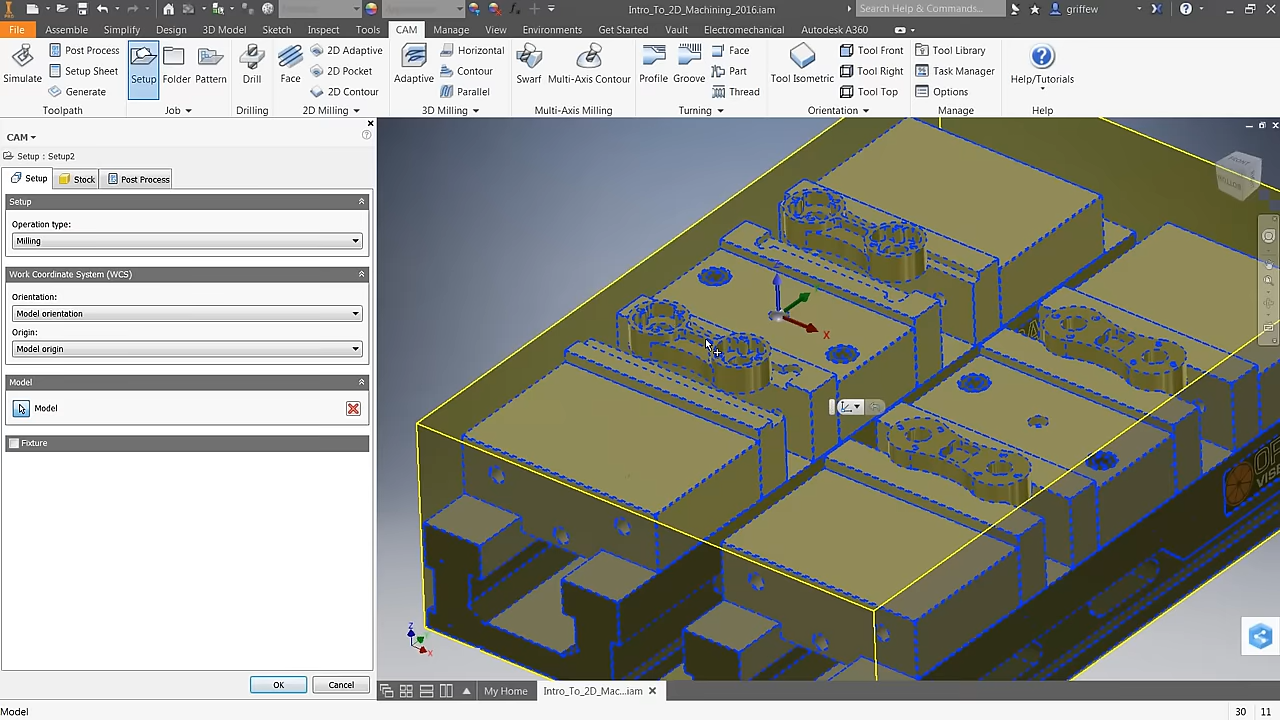 PRO
Intro_To_2D_Machining_2016.iam
Search Help & Commands...
griffew
File
Assemble
Simplify
Design
3D Model
Sketch
Inspect
Tools
CAM
Manage
View
Environments
Get Started
Vault
Electromechanical
Autodesk A360
Simulate
Post Process
Setup Sheet
Generate
Toolpath
Setup
Folder
Pattern
Job
Drill
Drilling
Face
2D Adaptive
2D Pocket
2D Contour
2D Milling
Adaptive
Horizontal
Contour
Parallel
3D Milling
Swarf
Multi-Axis Contour
Multi-Axis Milling
Profile
Groove
Face
Part
Thread
Turning
Tool Isometric
Tool Front
Tool Right
Tool Top
Orientation
Tool Library
Task Manager
Options
Manage
Help/Tutorials
Help
CAM
Setup : Setup2
Setup
Stock
Post Process
Setup
Operation type:
Milling
Work Coordinate System (WCS)
Orientation:
Model orientation
Origin:
Model origin
Model
Model
Fixture
OK
Cancel
FRONT
BOTTOM
X
Z
X
My Home
Intro_To_2D_Mac...iam
Model
30 11